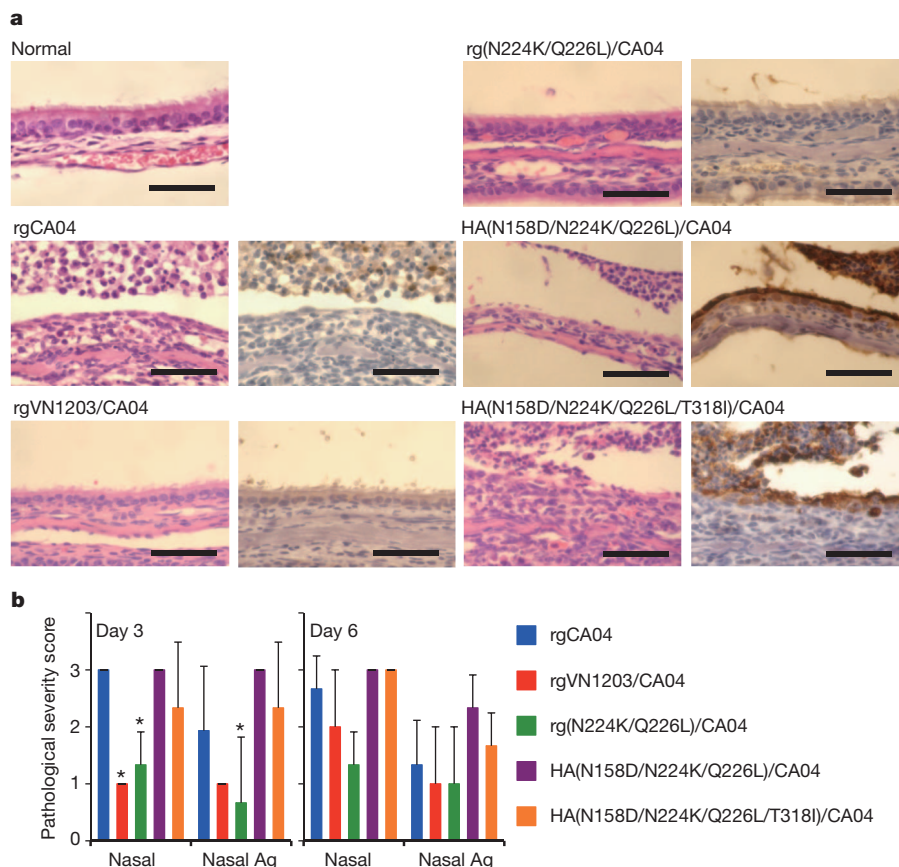 a
Normal
rg(N224K/Q226L)/CA04
rgCA04
HA(N158D/N224K/Q226L)/CA04
rgVN1203/CA04
HA(N158D/N224K/Q226L/T318I)/CA04
b
Pathological severity score
3
2
1
0
Day 3
*
*
*
Nasal
Nasal Ag
Day 6
Nasal
Nasal Ag
rgCA04
rgVN1203/CA04
rg(N224K/Q226L)/CA04
HA(N158D/N224K/Q226L)/CA04
HA(N158D/N224K/Q226L/T318I)/CA04